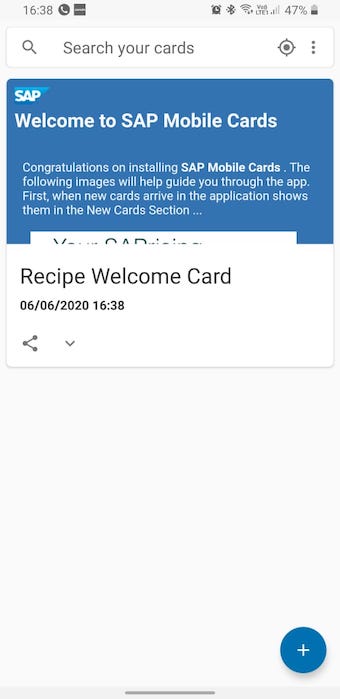 16:38 47%
Search your cards
SAP
Welcome to SAP Mobile Cards
Congratulations on installing SAP Mobile Cards . The
following images will help guide you through the app.
First, when new cards arrive in the application shows
them in the New Cards Section ...
Recipe Welcome Card
06/06/2020 16:38